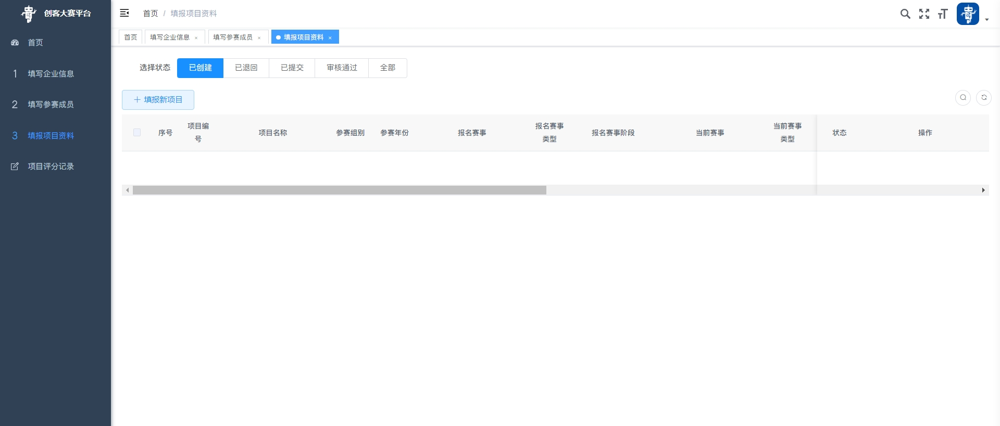 创客大赛平台
首页
1 填写企业信息
2 填写参赛成员
3 填报项目资料
项目评分记录
首页 / 填报项目资料
首页 填写企业信息 × 填写参赛成员 × 填报项目资料 ×
选择状态 已创建 已退回 已提交 审核通过 全部
+ 填报新项目
序号 项目编号 项目名称 参赛组别 参赛年份 报名赛事 报名赛事类型 报名赛事阶段 当前赛事 当前赛事类型 状态 操作